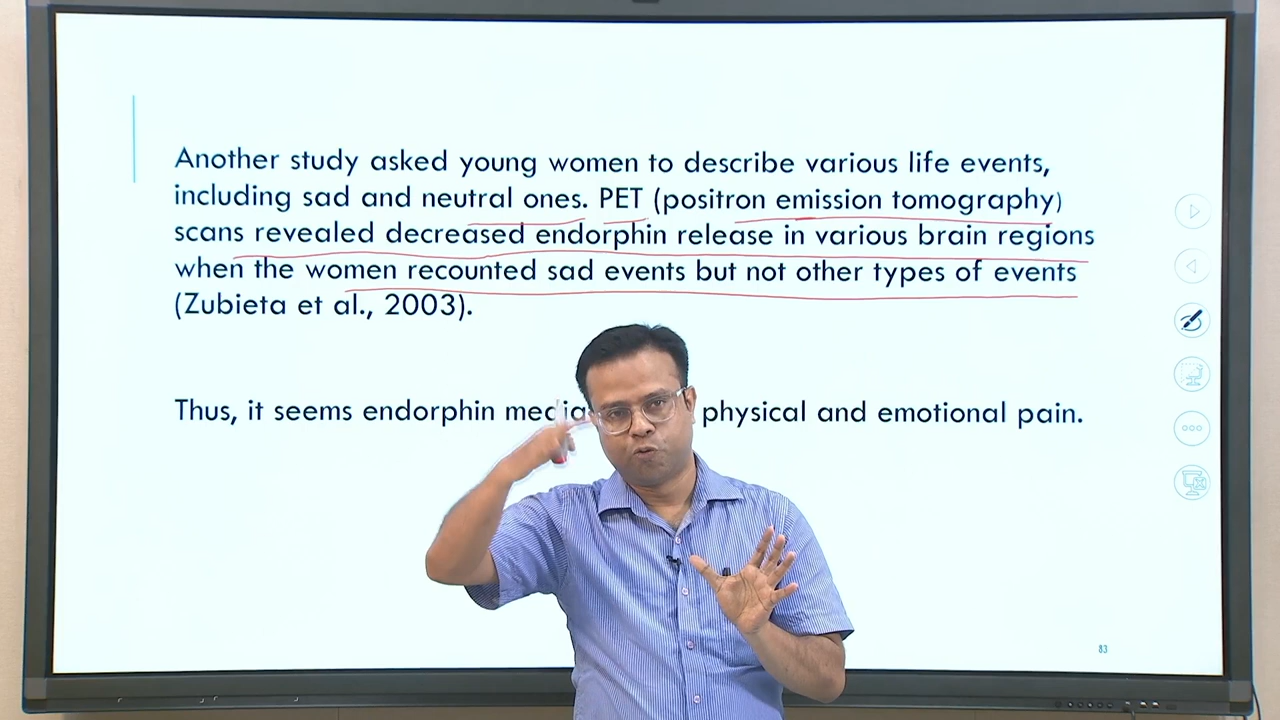 Another study asked young women to describe various life events,
including sad and neutral ones. PET (positron emission tomography)
scans revealed decreased endorphin release in various brain regions
when the women recounted sad events but not other types of events
(Zubieta et al., 2003).
Thus, it seems endorphin physical and emotional pain.
83